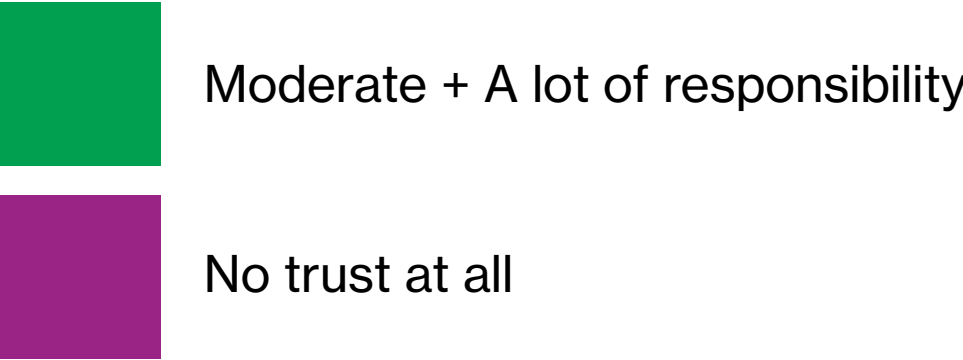 Moderate + A lot of responsibility
No trust at all